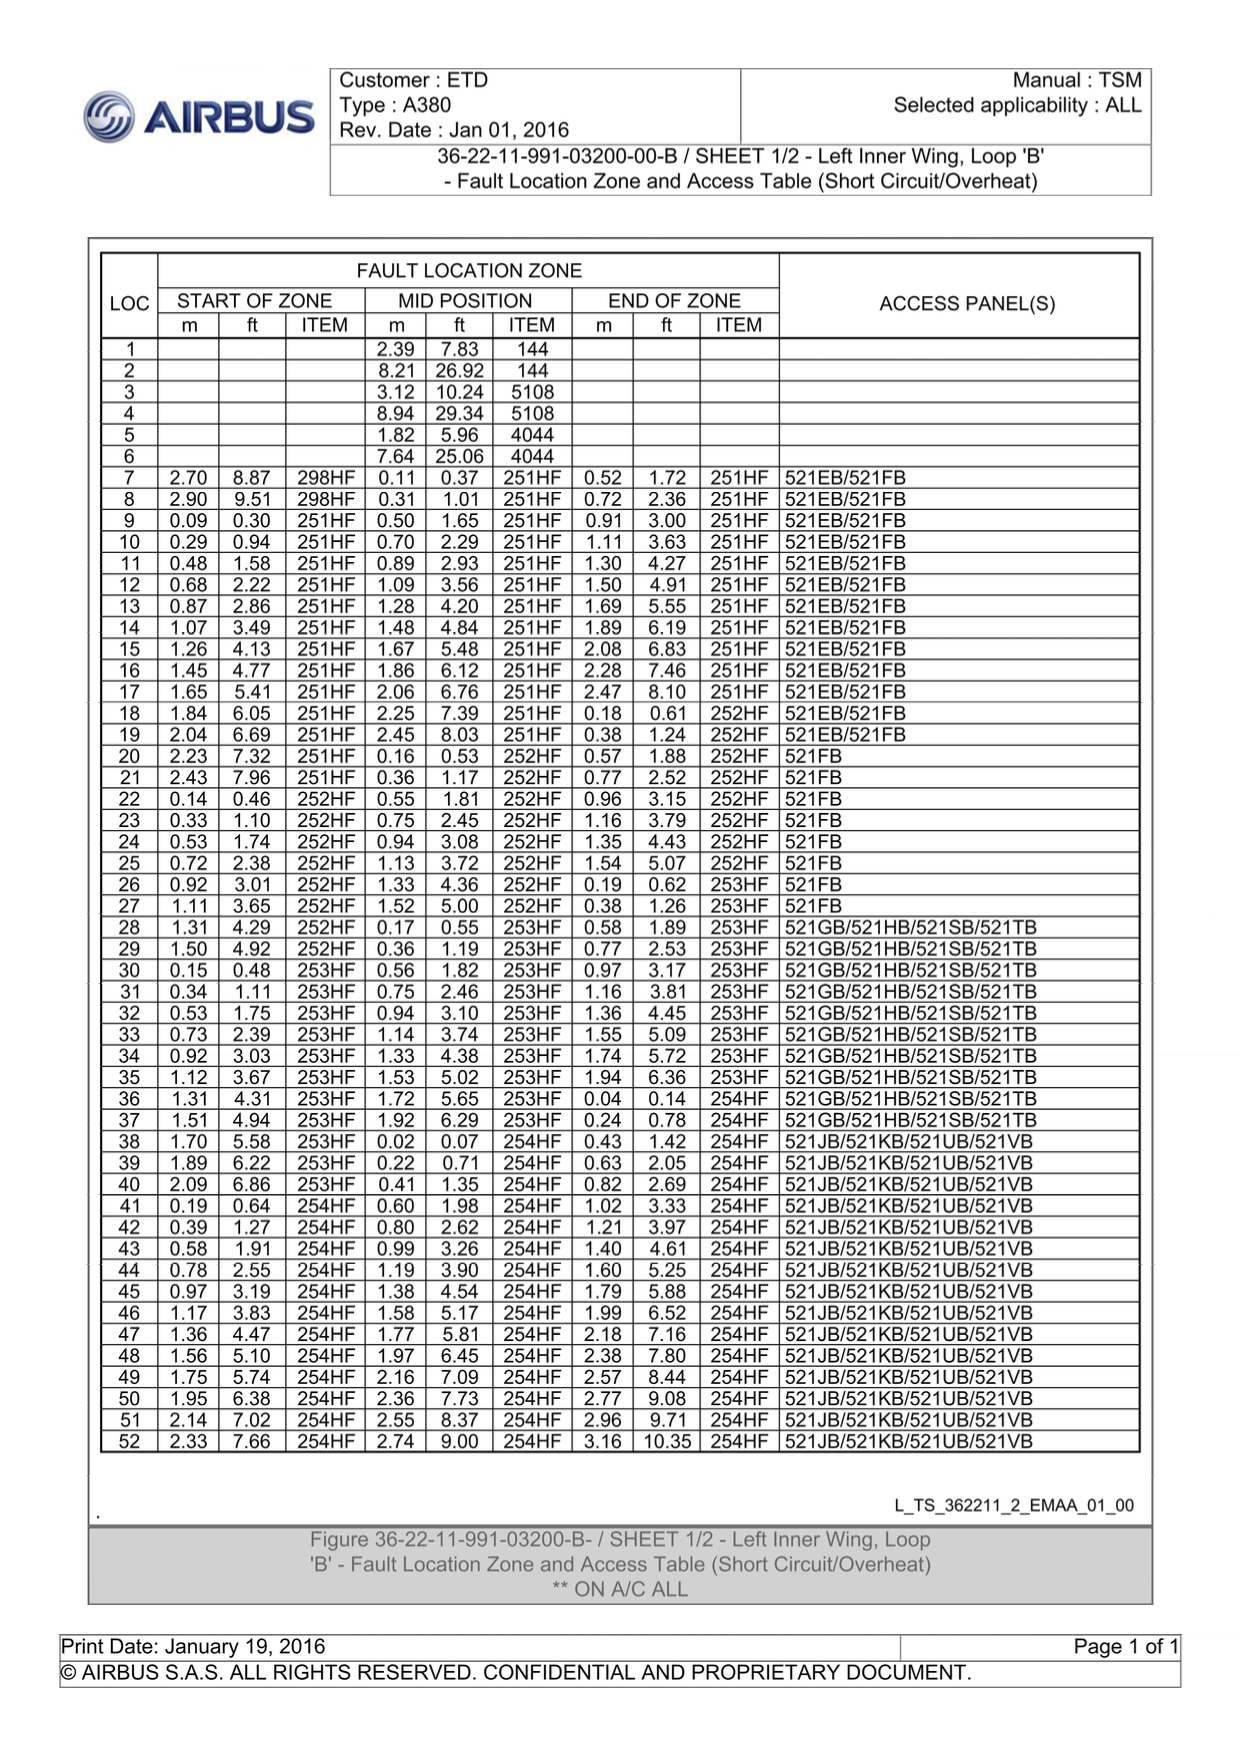 AIRBUS
Customer : ETD
Type : A380
Rev. Date : Jan 01, 2016
Manual : TSM
Selected applicability : ALL
36-22-11-991-03200-00-B / SHEET 1/2 - Left Inner Wing, Loop 'B'
- Fault Location Zone and Access Table (Short Circuit/Overheat)
LOC FAULT LOCATION ZONE ACCESS PANEL(S)
START OF ZONE MID POSITION END OF ZONE
m ft ITEM m ft ITEM m ft ITEM
1 2.39 7.83 144
2 8.21 26.92 144
3 3.12 10.24 5108
4 8.94 29.34 5108
5 1.82 5.96 4044
6 7.64 25.06 4044
7 2.70 8.87 298HF 0.11 0.37 251HF 0.52 1.72 251HF 521EB/521FB
8 2.90 9.51 298HF 0.31 1.01 251HF 0.72 2.36 251HF 521EB/521FB
9 0.09 0.30 251HF 0.50 1.65 251HF 0.91 3.00 251HF 521EB/521FB
10 0.29 0.94 251HF 0.70 2.29 251HF 1.11 3.63 251HF 521EB/521FB
11 0.48 1.58 251HF 0.89 2.93 251HF 1.30 4.27 251HF 521EB/521FB
12 0.68 2.22 251HF 1.09 3.56 251HF 1.50 4.91 251HF 521EB/521FB
13 0.87 2.86 251HF 1.28 4.20 251HF 1.69 5.55 251HF 521EB/521FB
14 1.07 3.49 251HF 1.48 4.84 251HF 1.89 6.19 251HF 521EB/521FB
15 1.26 4.13 251HF 1.67 5.48 251HF 2.08 6.83 251HF 521EB/521FB
16 1.45 4.77 251HF 1.86 6.12 251HF 2.28 7.46 251HF 521EB/521FB
17 1.65 5.41 251HF 2.06 6.76 251HF 2.47 8.10 251HF 521EB/521FB
18 1.84 6.05 251HF 2.25 7.39 251HF 0.18 0.61 252HF 521EB/521FB
19 2.04 6.69 251HF 2.45 8.03 251HF 0.38 1.24 252HF 521EB/521FB
20 2.23 7.32 251HF 0.16 0.53 252HF 0.57 1.88 252HF 521FB
21 2.43 7.96 251HF 0.36 1.17 252HF 0.77 2.52 252HF 521FB
22 0.14 0.46 252HF 0.55 1.81 252HF 0.96 3.15 252HF 521FB
23 0.33 1.10 252HF 0.75 2.45 252HF 1.16 3.79 252HF 521FB
24 0.53 1.74 252HF 0.94 3.08 252HF 1.35 4.43 252HF 521FB
25 0.72 2.38 252HF 1.13 3.72 252HF 1.54 5.07 252HF 521FB
26 0.92 3.01 252HF 1.33 4.36 252HF 0.19 0.62 253HF 521FB
27 1.11 3.65 252HF 1.52 5.00 252HF 0.38 1.26 253HF 521FB
28 1.31 4.29 252HF 0.17 0.55 253HF 0.58 1.89 253HF 521GB/521HB/521SB/521TB
29 1.50 4.92 252HF 0.36 1.19 253HF 0.77 2.53 253HF 521GB/521HB/521SB/521TB
30 0.15 0.48 253HF 0.56 1.82 253HF 0.97 3.17 253HF 521GB/521HB/521SB/521TB
31 0.34 1.11 253HF 0.75 2.46 253HF 1.16 3.81 253HF 521GB/521HB/521SB/521TB
32 0.53 1.75 253HF 0.94 3.10 253HF 1.36 4.45 253HF 521GB/521HB/521SB/521TB
33 0.73 2.39 253HF 1.14 3.74 253HF 1.55 5.09 253HF 521GB/521HB/521SB/521TB
34 0.92 3.03 253HF 1.33 4.38 253HF 1.74 5.72 253HF 521GB/521HB/521SB/521TB
35 1.12 3.67 253HF 1.53 5.02 253HF 1.94 6.36 253HF 521GB/521HB/521SB/521TB
36 1.31 4.31 253HF 1.72 5.65 253HF 0.04 0.14 254HF 521GB/521HB/521SB/521TB
37 1.51 4.94 253HF 1.92 6.29 253HF 0.24 0.78 254HF 521GB/521HB/521SB/521TB
38 1.70 5.58 253HF 0.02 0.07 254HF 0.43 1.42 254HF 521JB/521KB/521UB/521VB
39 1.89 6.22 253HF 0.22 0.71 254HF 0.63 2.05 254HF 521JB/521KB/521UB/521VB
40 2.09 6.86 253HF 0.41 1.35 254HF 0.82 2.69 254HF 521JB/521KB/521UB/521VB
41 0.19 0.64 254HF 0.60 1.98 254HF 1.02 3.33 254HF 521JB/521KB/521UB/521VB
42 0.39 1.27 254HF 0.80 2.62 254HF 1.21 3.97 254HF 521JB/521KB/521UB/521VB
43 0.58 1.91 254HF 0.99 3.26 254HF 1.40 4.61 254HF 521JB/521KB/521UB/521VB
44 0.78 2.55 254HF 1.19 3.90 254HF 1.60 5.25 254HF 521JB/521KB/521UB/521VB
45 0.97 3.19 254HF 1.38 4.54 254HF 1.79 5.88 254HF 521JB/521KB/521UB/521VB
46 1.17 3.83 254HF 1.58 5.17 254HF 1.99 6.52 254HF 521JB/521KB/521UB/521VB
47 1.36 4.47 254HF 1.77 5.81 254HF 2.18 7.16 254HF 521JB/521KB/521UB/521VB
48 1.56 5.10 254HF 1.97 6.45 254HF 2.38 7.80 254HF 521JB/521KB/521UB/521VB
49 1.75 5.74 254HF 2.16 7.09 254HF 2.57 8.44 254HF 521JB/521KB/521UB/521VB
50 1.95 6.38 254HF 2.36 7.73 254HF 2.77 9.08 254HF 521JB/521KB/521UB/521VB
51 2.14 7.02 254HF 2.55 8.37 254HF 2.96 9.71 254HF 521JB/521KB/521UB/521VB
52 2.33 7.66 254HF 2.74 9.00 254HF 3.16 10.35 254HF 521JB/521KB/521UB/521VB
. L_TS_362211_2_EMAA_01_00
Figure 36-22-11-991-03200-B- / SHEET 1/2 - Left Inner Wing, Loop
'B' - Fault Location Zone and Access Table (Short Circuit/Overheat)
** ON A/C ALL
Print Date: January 19, 2016 Page 1 of 1
© AIRBUS S.A.S. ALL RIGHTS RESERVED. CONFIDENTIAL AND PROPRIETARY DOCUMENT.